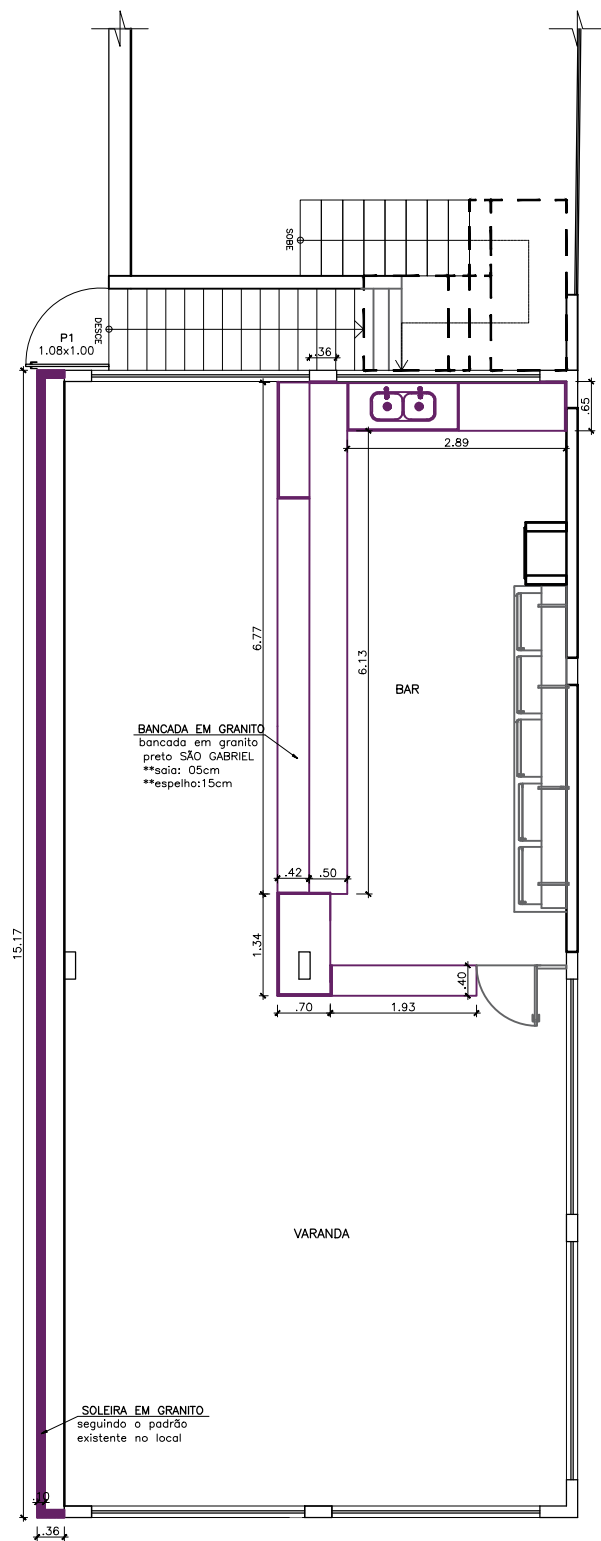 SOBE
DESCE
P1
1.08x1.00
.36
.65
2.89
6.77
6.13
BAR
BANCADA EM GRANITO
bancada em granito
preto SÃO GABRIEL
**saia: 05cm
**espelho:15cm
.42
.50
15.17
1.34
.40
.70
1.93
VARANDA
SOLEIRA EM GRANITO
seguindo o padrão
existente no local
.10
.36